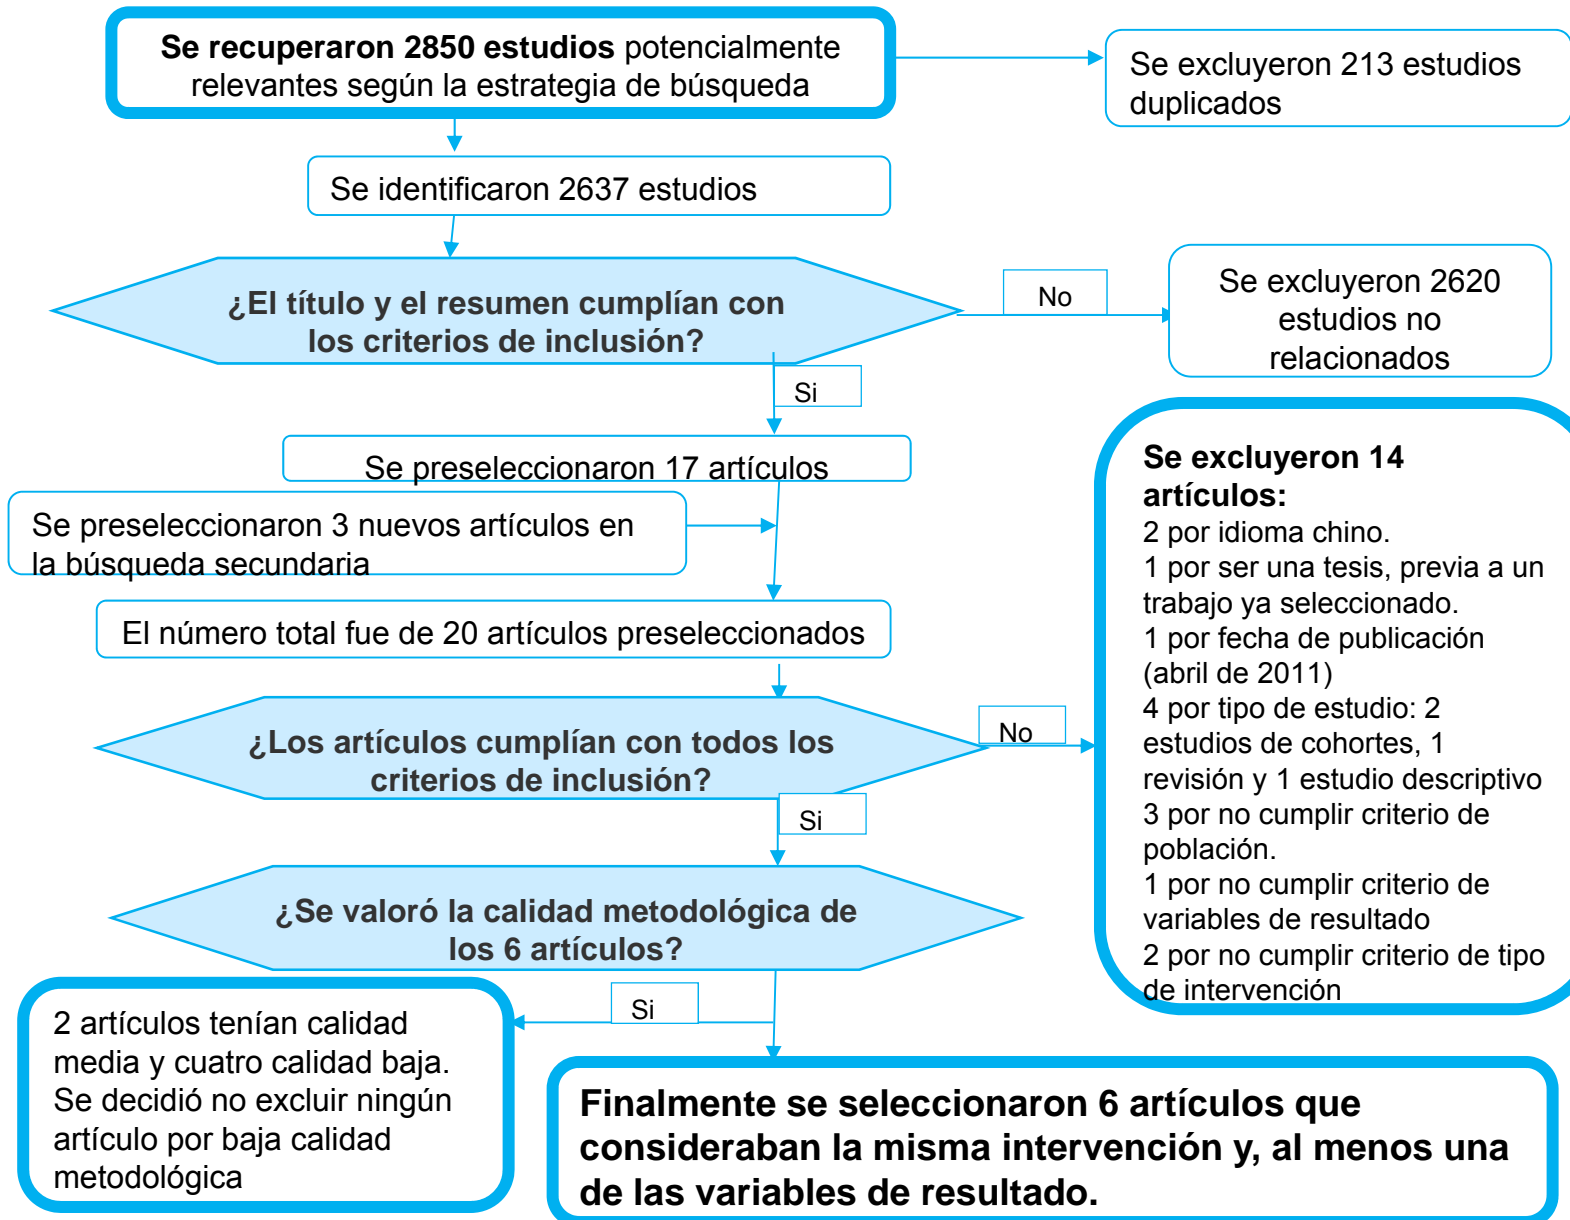 Se recuperaron 2850 estudios potencialmente
relevantes según la estrategia de búsqueda
Se excluyeron 213 estudios
duplicados
Se identificaron 2637 estudios
¿El título y el resumen cumplían con
los criterios de inclusión?
No
Se excluyeron 2620
estudios no
relacionados
Si
Se preseleccionaron 17 artículos
Se preseleccionaron 3 nuevos artículos en
la búsqueda secundaria
El número total fue de 20 artículos preseleccionados
¿Los artículos cumplían con todos los
criterios de inclusión?
No
Se excluyeron 14
artículos:
2 por idioma chino.
1 por ser una tesis, previa a un
trabajo ya seleccionado.
1 por fecha de publicación
(abril de 2011)
4 por tipo de estudio: 2
estudios de cohortes, 1
revisión y 1 estudio descriptivo
3 por no cumplir criterio de
población.
1 por no cumplir criterio de
variables de resultado
2 por no cumplir criterio de tipo
de intervención
Si
¿Se valoró la calidad metodológica de
los 6 artículos?
Si
2 artículos tenían calidad
media y cuatro calidad baja.
Se decidió no excluir ningún
artículo por baja calidad
metodológica
Finalmente se seleccionaron 6 artículos que
consideraban la misma intervención y, al menos una
de las variables de resultado.